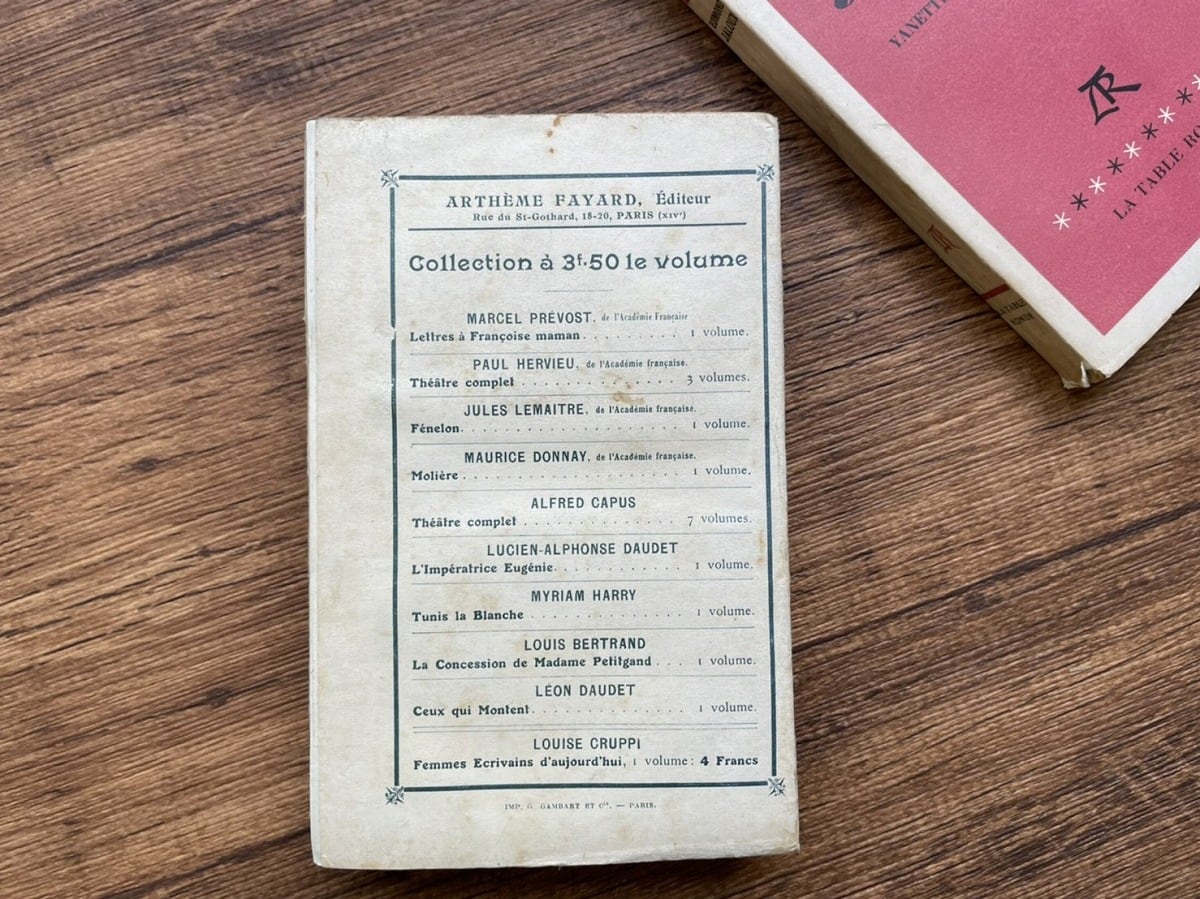 ARTHÈME FAYARD, Éditeur
Rue du St-Gothard, 18-20, PARIS (XIVᵉ)
Collection à 3ᶠ·50 le volume
MARCEL PRÉVOST, de l'Académie Française
Lettres à Françoise maman. . . . . . . . . 1 volume.
PAUL HERVIEU, de l'Académie française.
Théâtre complet . . . . . . . . . . . . . . 3 volumes.
JULES LEMAITRE, de l'Académie française.
Fénelon. . . . . . . . . . . . . . . . . . . . 1 volume.
MAURICE DONNAY, de l'Académie française.
Molière . . . . . . . . . . . . . . . . . . . . 1 volume.
ALFRED CAPUS
Théâtre complet . . . . . . . . . . . . . . 7 volumes.
LUCIEN-ALPHONSE DAUDET
L'Impératrice Eugénie. . . . . . . . . . . . 1 volume.
MYRIAM HARRY
Tunis la Blanche . . . . . . . . . . . . . . . 1 volume.
LOUIS BERTRAND
La Concession de Madame Petitgand . . . 1 volume.
LÉON DAUDET
Ceux qui Montent. . . . . . . . . . . . . . 1 volume.
LOUISE CRUPPI
Femmes Ecrivains d'aujourd'hui, 1 volume : 4 Francs
IMP. G. GAMBART ET Cⁱᵉ. — PARIS.
LA TABLE